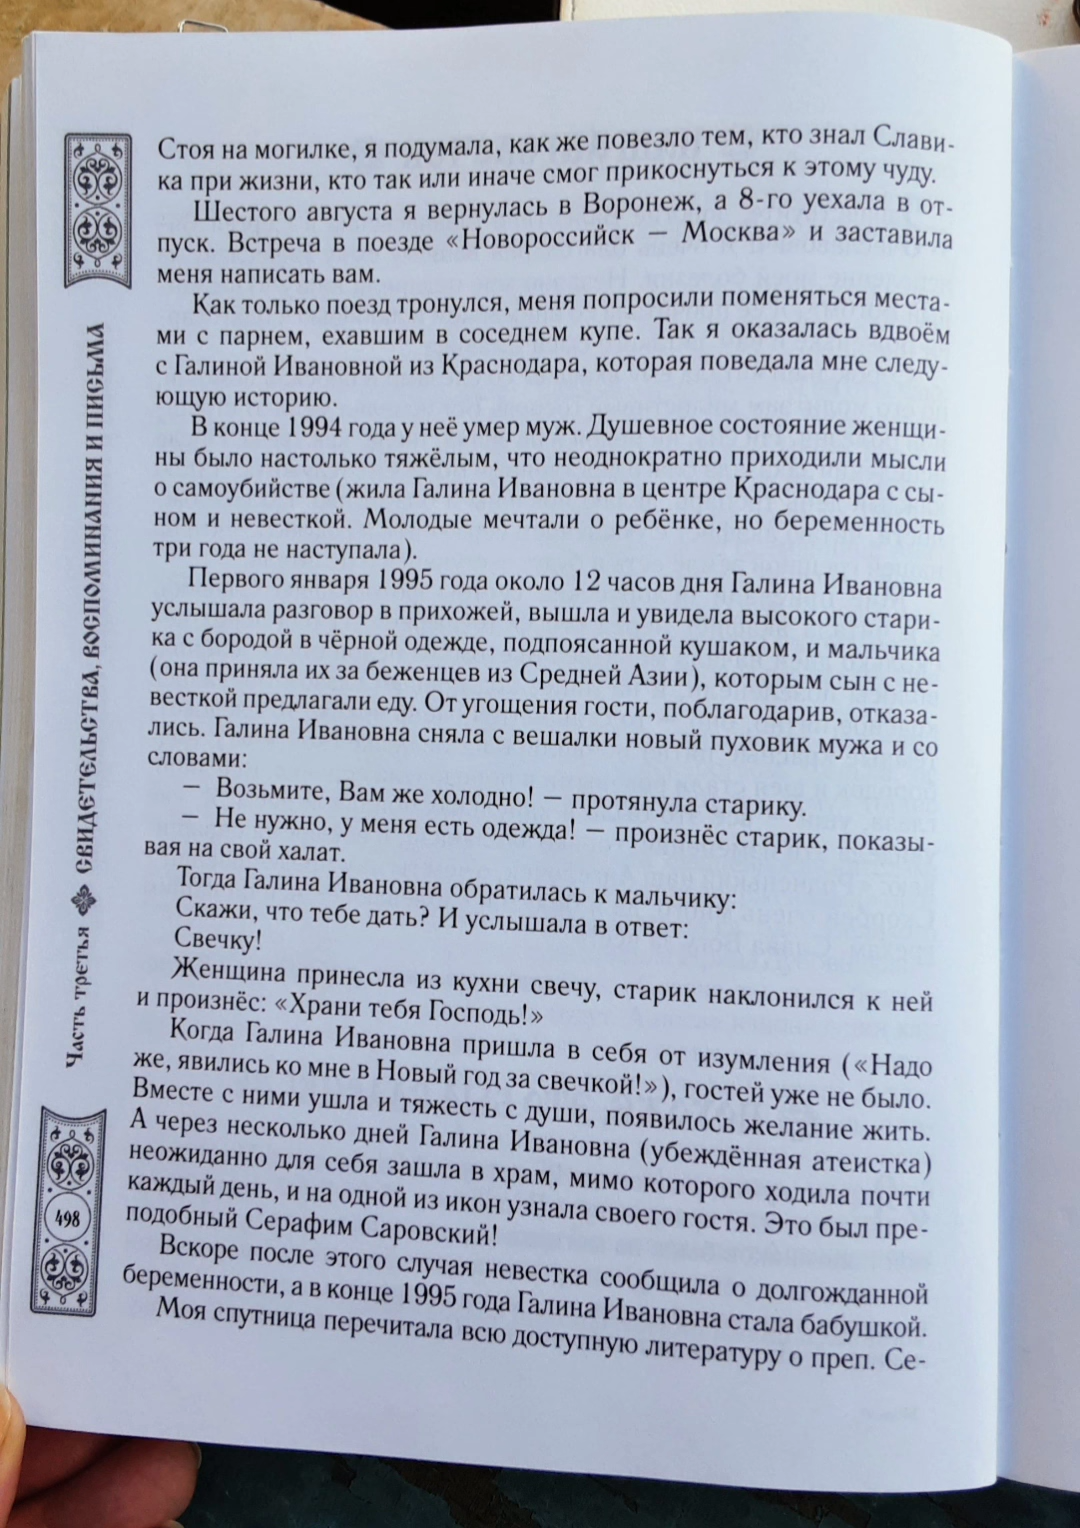 Стоя на могилке, я подумала, как же повезло тем, кто знал Слави-
ка при жизни, кто так или иначе смог прикоснуться к этому чуду.
Шестого августа я вернулась в Воронеж, а 8-го уехала в от-
пуск. Встреча в поезде «Новороссийск — Москва» и заставила
меня написать вам.
Как только поезд тронулся, меня попросили поменяться места-
ми с парнем, ехавшим в соседнем купе. Так я оказалась вдвоём
с Галиной Ивановной из Краснодара, которая поведала мне следу-
ющую историю.
В конце 1994 года у неё умер муж. Душевное состояние женщи-
ны было настолько тяжёлым, что неоднократно приходили мысли
о самоубийстве (жила Галина Ивановна в центре Краснодара с сы-
ном и невесткой. Молодые мечтали о ребёнке, но беременность
три года не наступала).
Первого января 1995 года около 12 часов дня Галина Ивановна
услышала разговор в прихожей, вышла и увидела высокого стари-
ка с бородой в чёрной одежде, подпоясанной кушаком, и мальчика
(она приняла их за беженцев из Средней Азии), которым сын с не-
весткой предлагали еду. От угощения гости, поблагодарив, отказа-
лись. Галина Ивановна сняла с вешалки новый пуховик мужа и со
словами:
— Возьмите, Вам же холодно! — протянула старику.
— Не нужно, у меня есть одежда! — произнёс старик, показы-
вая на свой халат.
Тогда Галина Ивановна обратилась к мальчику:
Скажи, что тебе дать? И услышала в ответ:
Свечку!
Женщина принесла из кухни свечу, старик наклонился к ней
и произнёс: «Храни тебя Господь!»
Когда Галина Ивановна пришла в себя от изумления («Надо
же, явились ко мне в Новый год за свечкой!»), гостей уже не было.
Вместе с ними ушла и тяжесть с души, появилось желание жить.
А через несколько дней Галина Ивановна (убеждённая атеистка)
неожиданно для себя зашла в храм, мимо которого ходила почти
каждый день, и на одной из икон узнала своего гостя. Это был пре-
подобный Серафим Саровский!
Вскоре после этого случая невестка сообщила о долгожданной
беременности, а в конце 1995 года Галина Ивановна стала бабушкой.
Моя спутница перечитала всю доступную литературу о преп. Се-
Часть третья СВИДЕТЕЛЬСТВА, ВОСПОМИНАНИЯ И ПИСЬМА
498